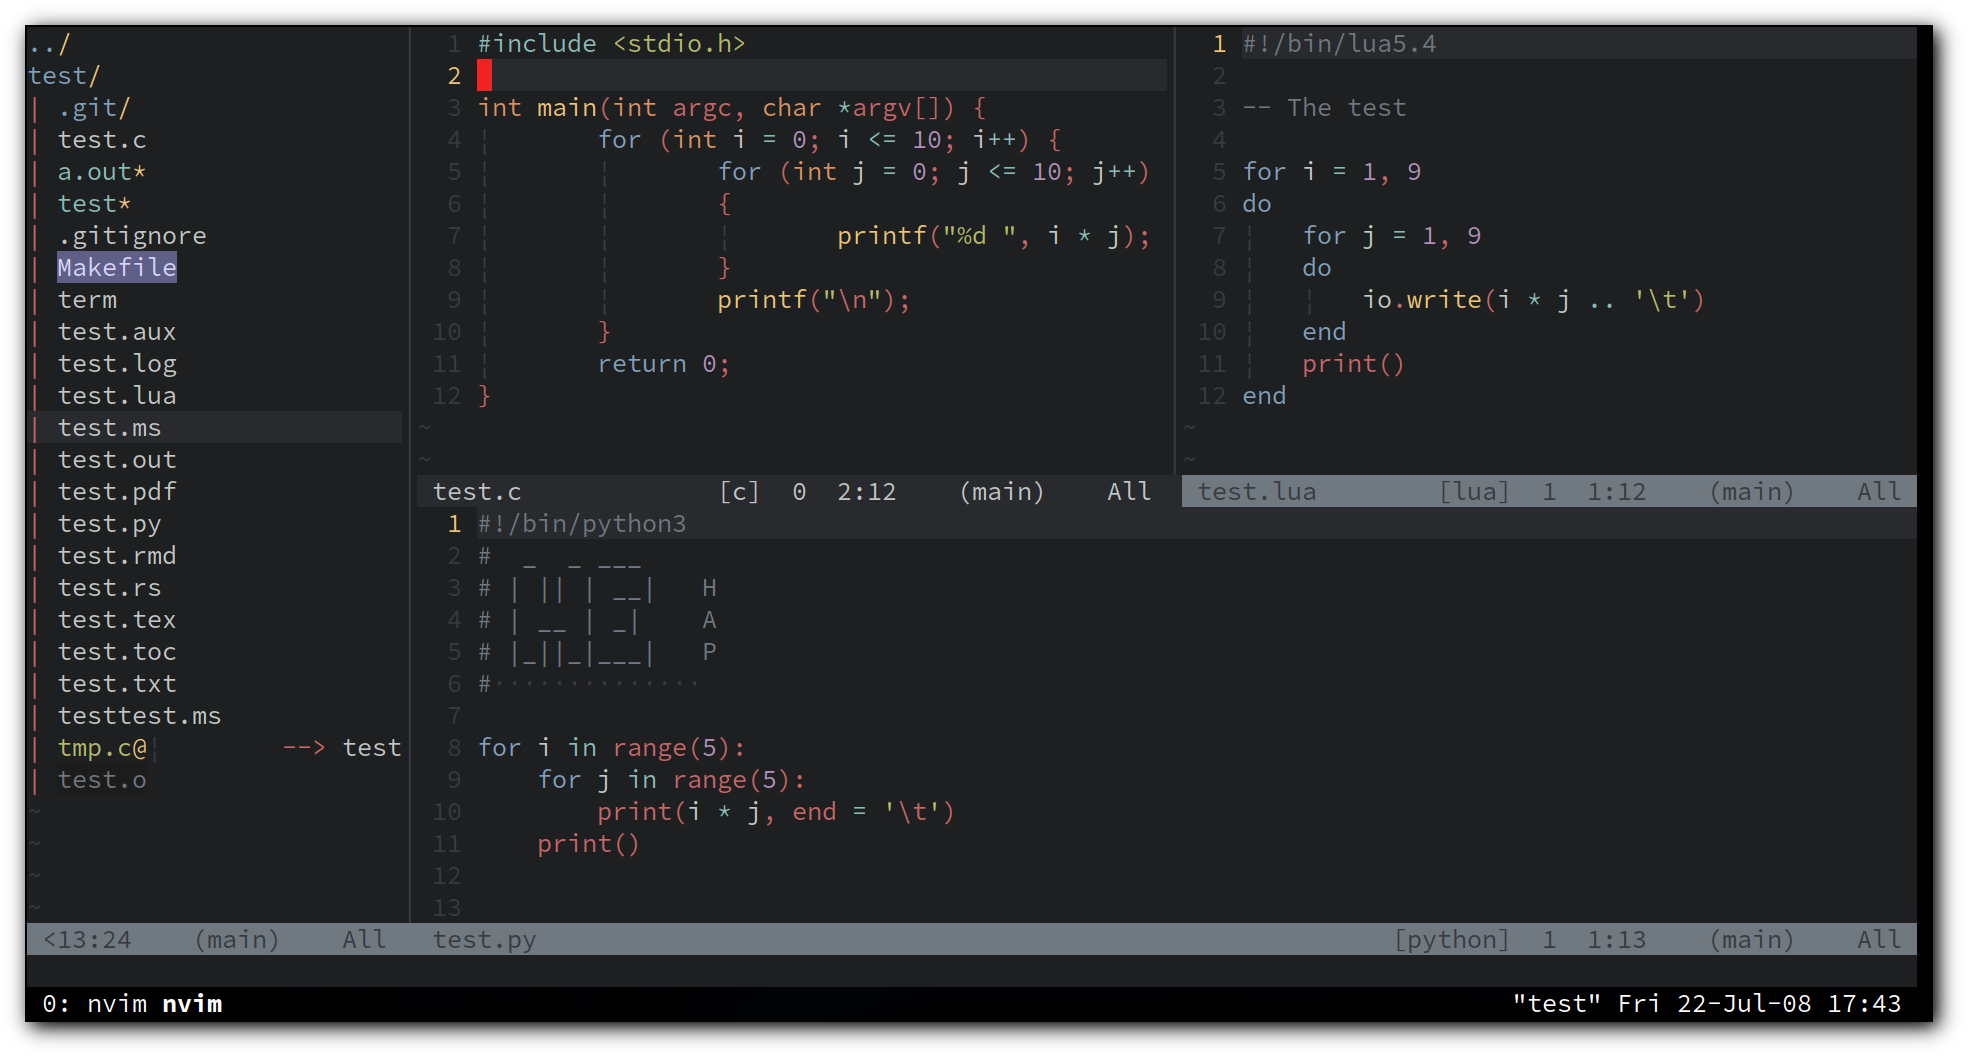 ../
test/
| .git/
| test.c
| a.out*
| test*
| .gitignore
| Makefile
| term
| test.aux
| test.log
| test.lua
| test.ms
| test.out
| test.pdf
| test.py
| test.rmd
| test.rs
| test.tex
| test.toc
| test.txt
| testtest.ms
| tmp.c@¦        --> test
| test.o
~
~
~
~
<13:24    (main)    All
1 #include <stdio.h>
2
3 int main(int argc, char *argv[]) {
4 ¦       for (int i = 0; i <= 10; i++) {
5 ¦       ¦       for (int j = 0; j <= 10; j++)
6 ¦       ¦       {
7 ¦       ¦       ¦       printf("%d ", i * j);
8 ¦       ¦       }
9 ¦       ¦       printf("\n");
10 ¦       }
11 ¦       return 0;
12 }
~
~
test.c             [c]  0  2:12    (main)    All
1 #!/bin/lua5.4
2
3 -- The test
4
5 for i = 1, 9
6 do
7 ¦   for j = 1, 9
8 ¦   do
9 ¦   ¦   io.write(i * j .. '\t')
10 ¦   end
11 ¦   print()
12 end
~
~
test.lua        [lua]  1  1:12    (main)    All
1 #!/bin/python3
2 #  _  _ ___
3 # | || | __|   H
4 # | __ | _|    A
5 # |_||_|___|   P
6 #··············
7
8 for i in range(5):
9     for j in range(5):
10         print(i * j, end = '\t')
11     print()
12
13
test.py                    [python]  1  1:13    (main)    All
0: nvim nvim                    "test" Fri 22-Jul-08 17:43